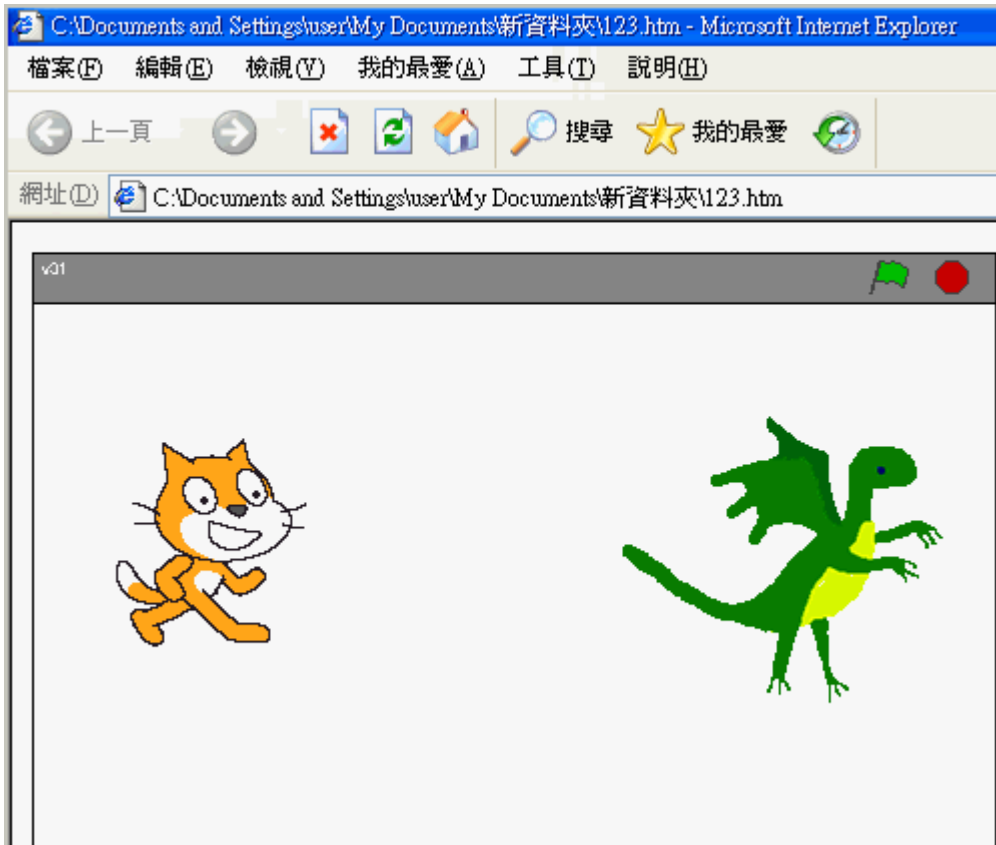 C:\Documents and Settings\user\My Documents\新資料夾\123.htm - Microsoft Internet Explorer
檔案(F) 編輯(E) 檢視(V) 我的最愛(A) 工具(T) 說明(H)
上一頁 搜尋 我的最愛
網址(D) C:\Documents and Settings\user\My Documents\新資料夾\123.htm
v31